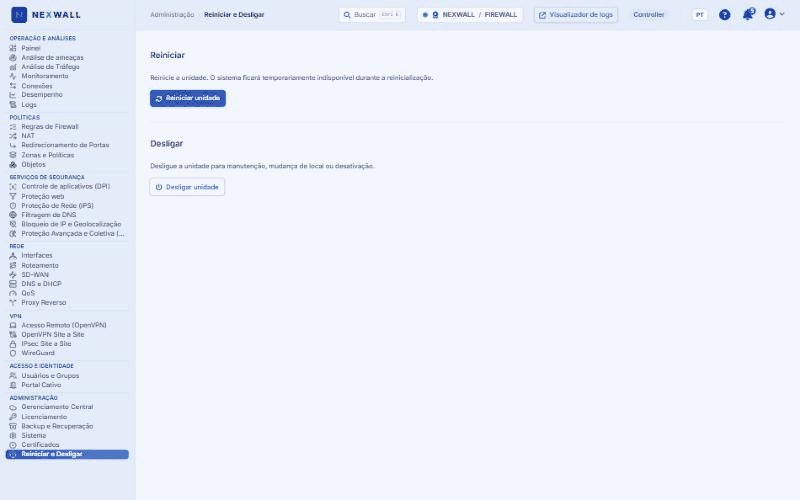 NEXWALL
Administração > Reiniciar e Desligar
Buscar Ctrl K
NEXWALL / FIREWALL
Visualizador de logs
Controller
PT
OPERAÇÃO E ANÁLISES
Painel
Análise de ameaças
Análise de Tráfego
Monitoramento
Conexões
Desempenho
Logs
POLÍTICAS
Regras de Firewall
NAT
Redirecionamento de Portas
Zonas e Políticas
Objetos
SERVIÇOS DE SEGURANÇA
Controle de aplicativos (DPI)
Proteção web
Proteção de Rede (IPS)
Filtragem de DNS
Bloqueio de IP e Geolocalização
Proteção Avançada e Coletiva (...
REDE
Interfaces
Roteamento
SD-WAN
DNS e DHCP
QoS
Proxy Reverso
VPN
Acesso Remoto (OpenVPN)
OpenVPN Site a Site
IPsec Site a Site
WireGuard
ACESSO E IDENTIDADE
Usuários e Grupos
Portal Cativo
ADMINISTRAÇÃO
Gerenciamento Central
Licenciamento
Backup e Recuperação
Sistema
Certificados
Reiniciar e Desligar
Reiniciar
Reinicie a unidade. O sistema ficará temporariamente indisponível durante a reinicialização.
Reiniciar unidade
Desligar
Desligue a unidade para manutenção, mudança de local ou desativação.
Desligar unidade